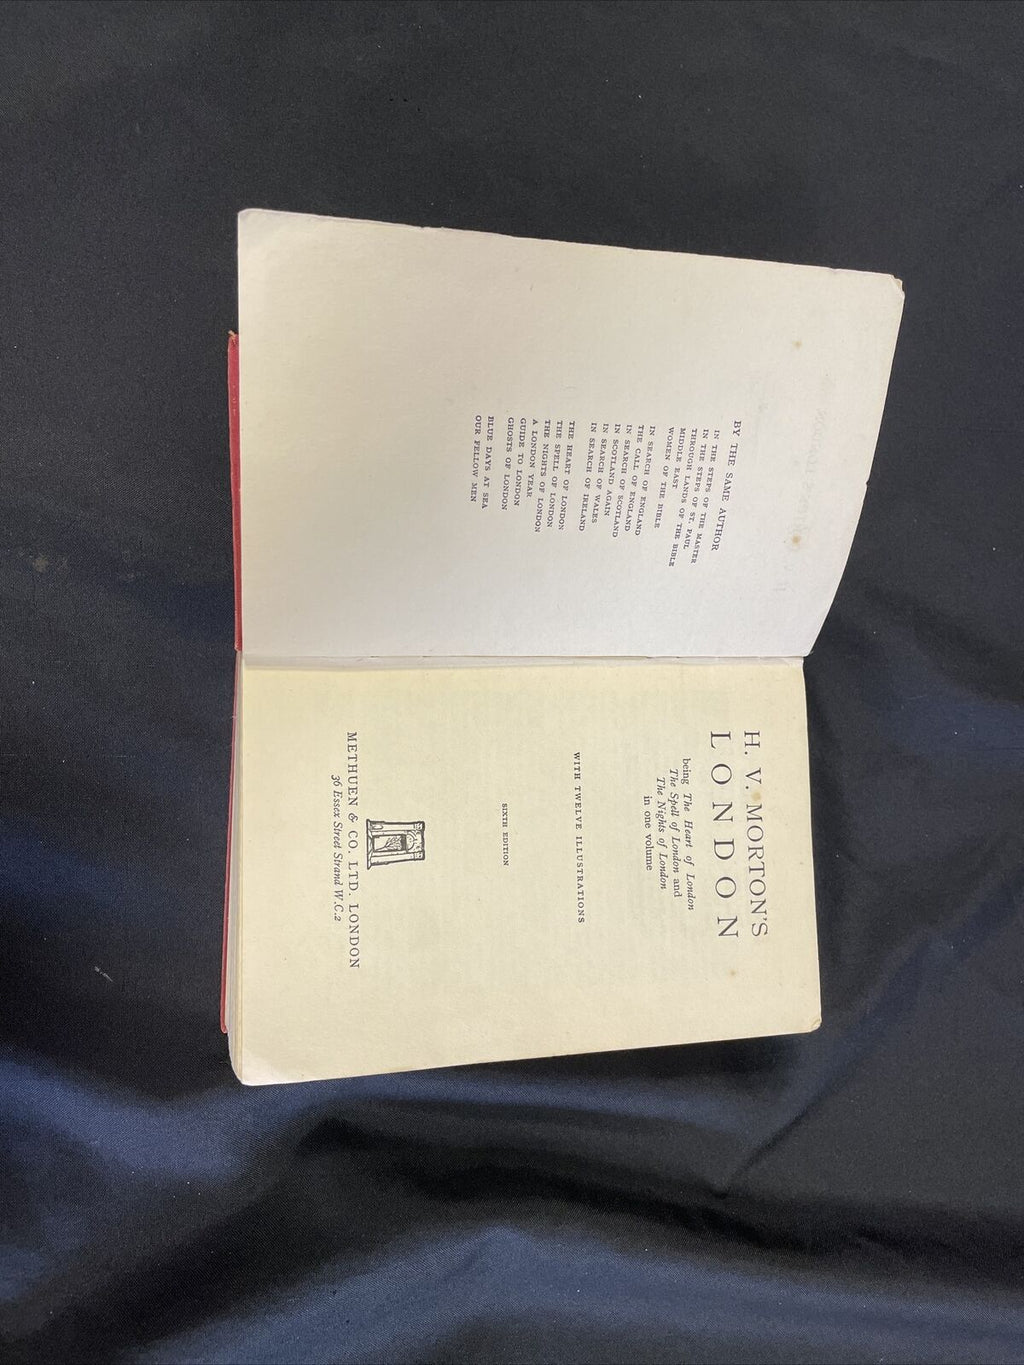 BY THE SAME AUTHOR
IN THE STEPS OF THE MASTER
IN THE STEPS OF ST. PAUL
THROUGH LANDS OF THE BIBLE
MIDDLE EAST
WOMEN OF THE BIBLE
IN SEARCH OF ENGLAND
THE CALL OF ENGLAND
IN SEARCH OF SCOTLAND
IN SCOTLAND AGAIN
IN SEARCH OF WALES
IN SEARCH OF IRELAND
THE HEART OF LONDON
THE SPELL OF LONDON
THE NIGHTS OF LONDON
A LONDON YEAR
GUIDE TO LONDON
GHOSTS OF LONDON
BLUE DAYS AT SEA
OUR FELLOW MEN
H. V. MORTON'S
LONDON
being The Heart of London
The Spell of London and
The Nights of London
in one volume
WITH TWELVE ILLUSTRATIONS
SIXTH EDITION
METHUEN & CO. LTD. LONDON
36 Essex Street Strand W.C.2